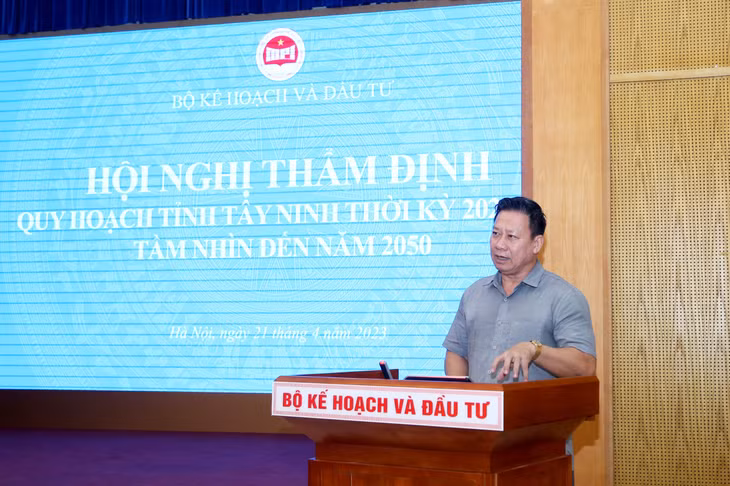 MPI
BỘ KẾ HOẠCH VÀ ĐẦU TƯ
HỘI NGHỊ THẨM ĐỊNH
QUY HOẠCH TỈNH TÂY NINH THỜI KỲ
TẦM NHÌN ĐẾN NĂM 2050
Hà Nội, ngày 21 tháng 4 năm 2023
BỘ KẾ HOẠCH VÀ ĐẦU TƯ